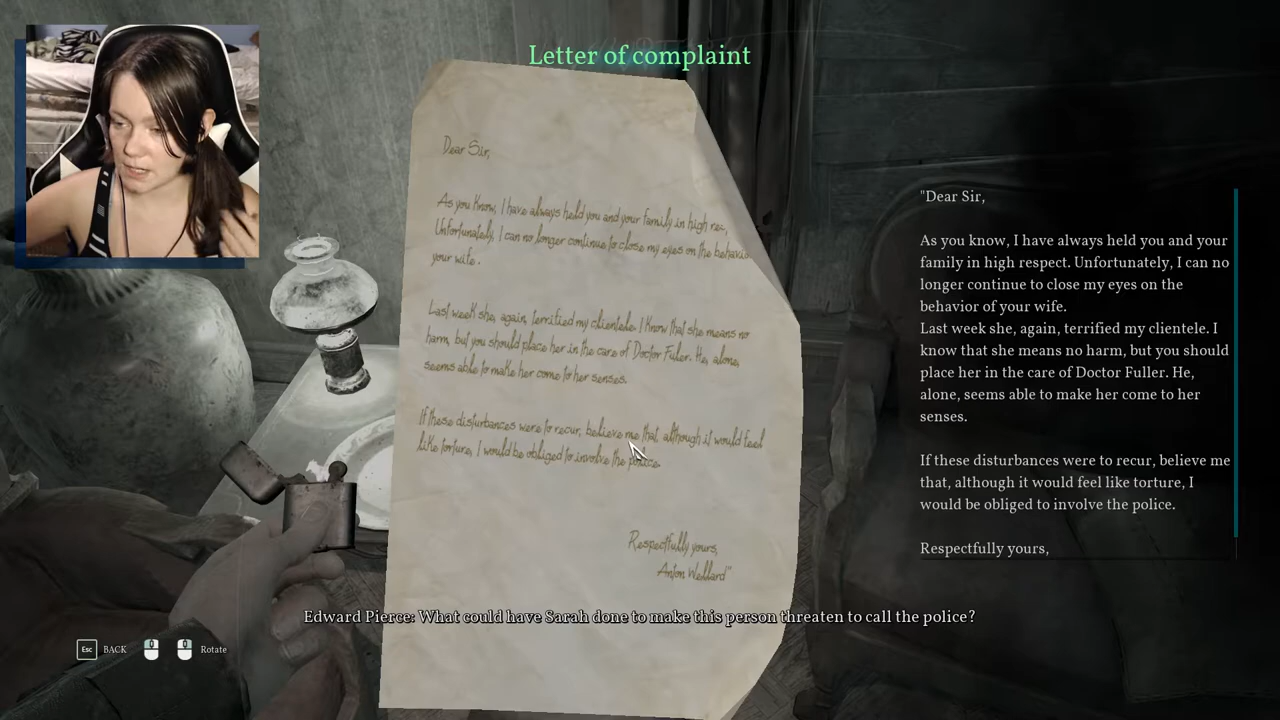 Letter of complaint
Dear Sir,
As you know, I have always held you and your family in high rec,
Unfortunately, I can no longer continue to close my eyes on the behavio
your wife.
Last week she, again, terrified my clientele. I know that she means no
harm, but you should place her in the care of Doctor Fuller. He, alone,
seems able to make her come to her senses.
If these disturbances were to recur, believe me that, although it would feel
like torture, I would be obliged to involve the police.
Respectfully yours,
Anton Weddard"
"Dear Sir,
As you know, I have always held you and your
family in high respect. Unfortunately, I can no
longer continue to close my eyes on the
behavior of your wife.
Last week she, again, terrified my clientele. I
know that she means no harm, but you should
place her in the care of Doctor Fuller. He,
alone, seems able to make her come to her
senses.
If these disturbances were to recur, believe me
that, although it would feel like torture, I
would be obliged to involve the police.
Respectfully yours,
Edward Pierce: What could have Sarah done to make this person threaten to call the police?
Esc BACK Rotate